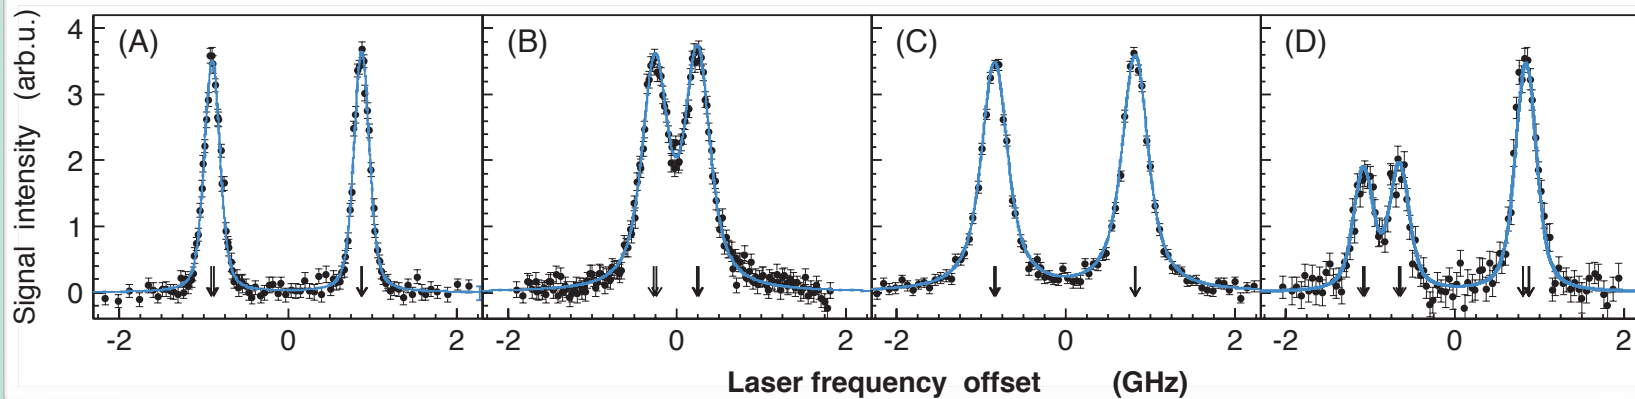 Signal intensity (arb.u.)
4
3
2
1
0
(A)
(B)
(C)
(D)
-2 0 2 -2 0 2 -2 0 2 -2 0 2
Laser frequency offset (GHz)